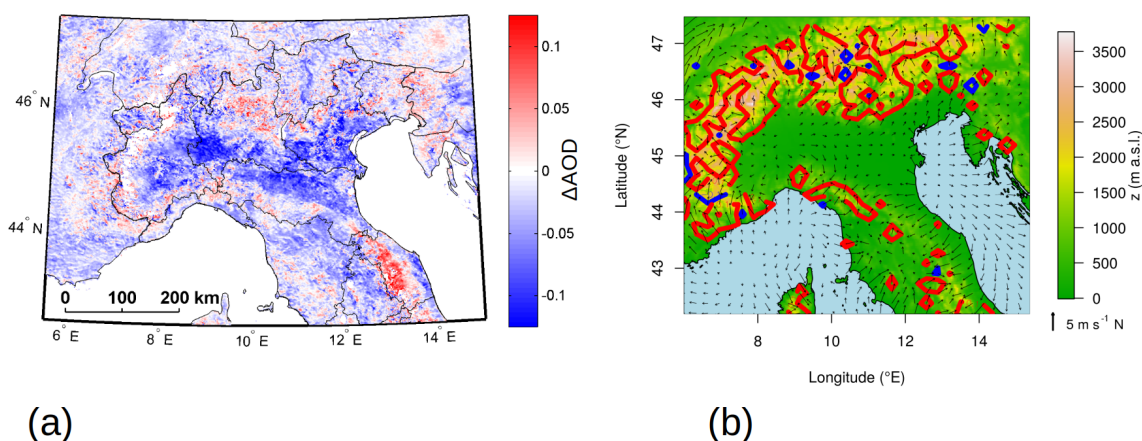 0.1
0.05
0
-0.05
-0.1
ΔAOD
46 ° N
44 ° N
0 100 200 km
6 ° E
8 ° E
10 ° E
12 ° E
14 ° E
(a)
47
46
45
44
43
Latitude (°N)
8 10 12 14
Longitude (°E)
3500
3000
2500
2000
1500
1000
500
0
z (m a.s.l.)
5 m s⁻¹ N
(b)